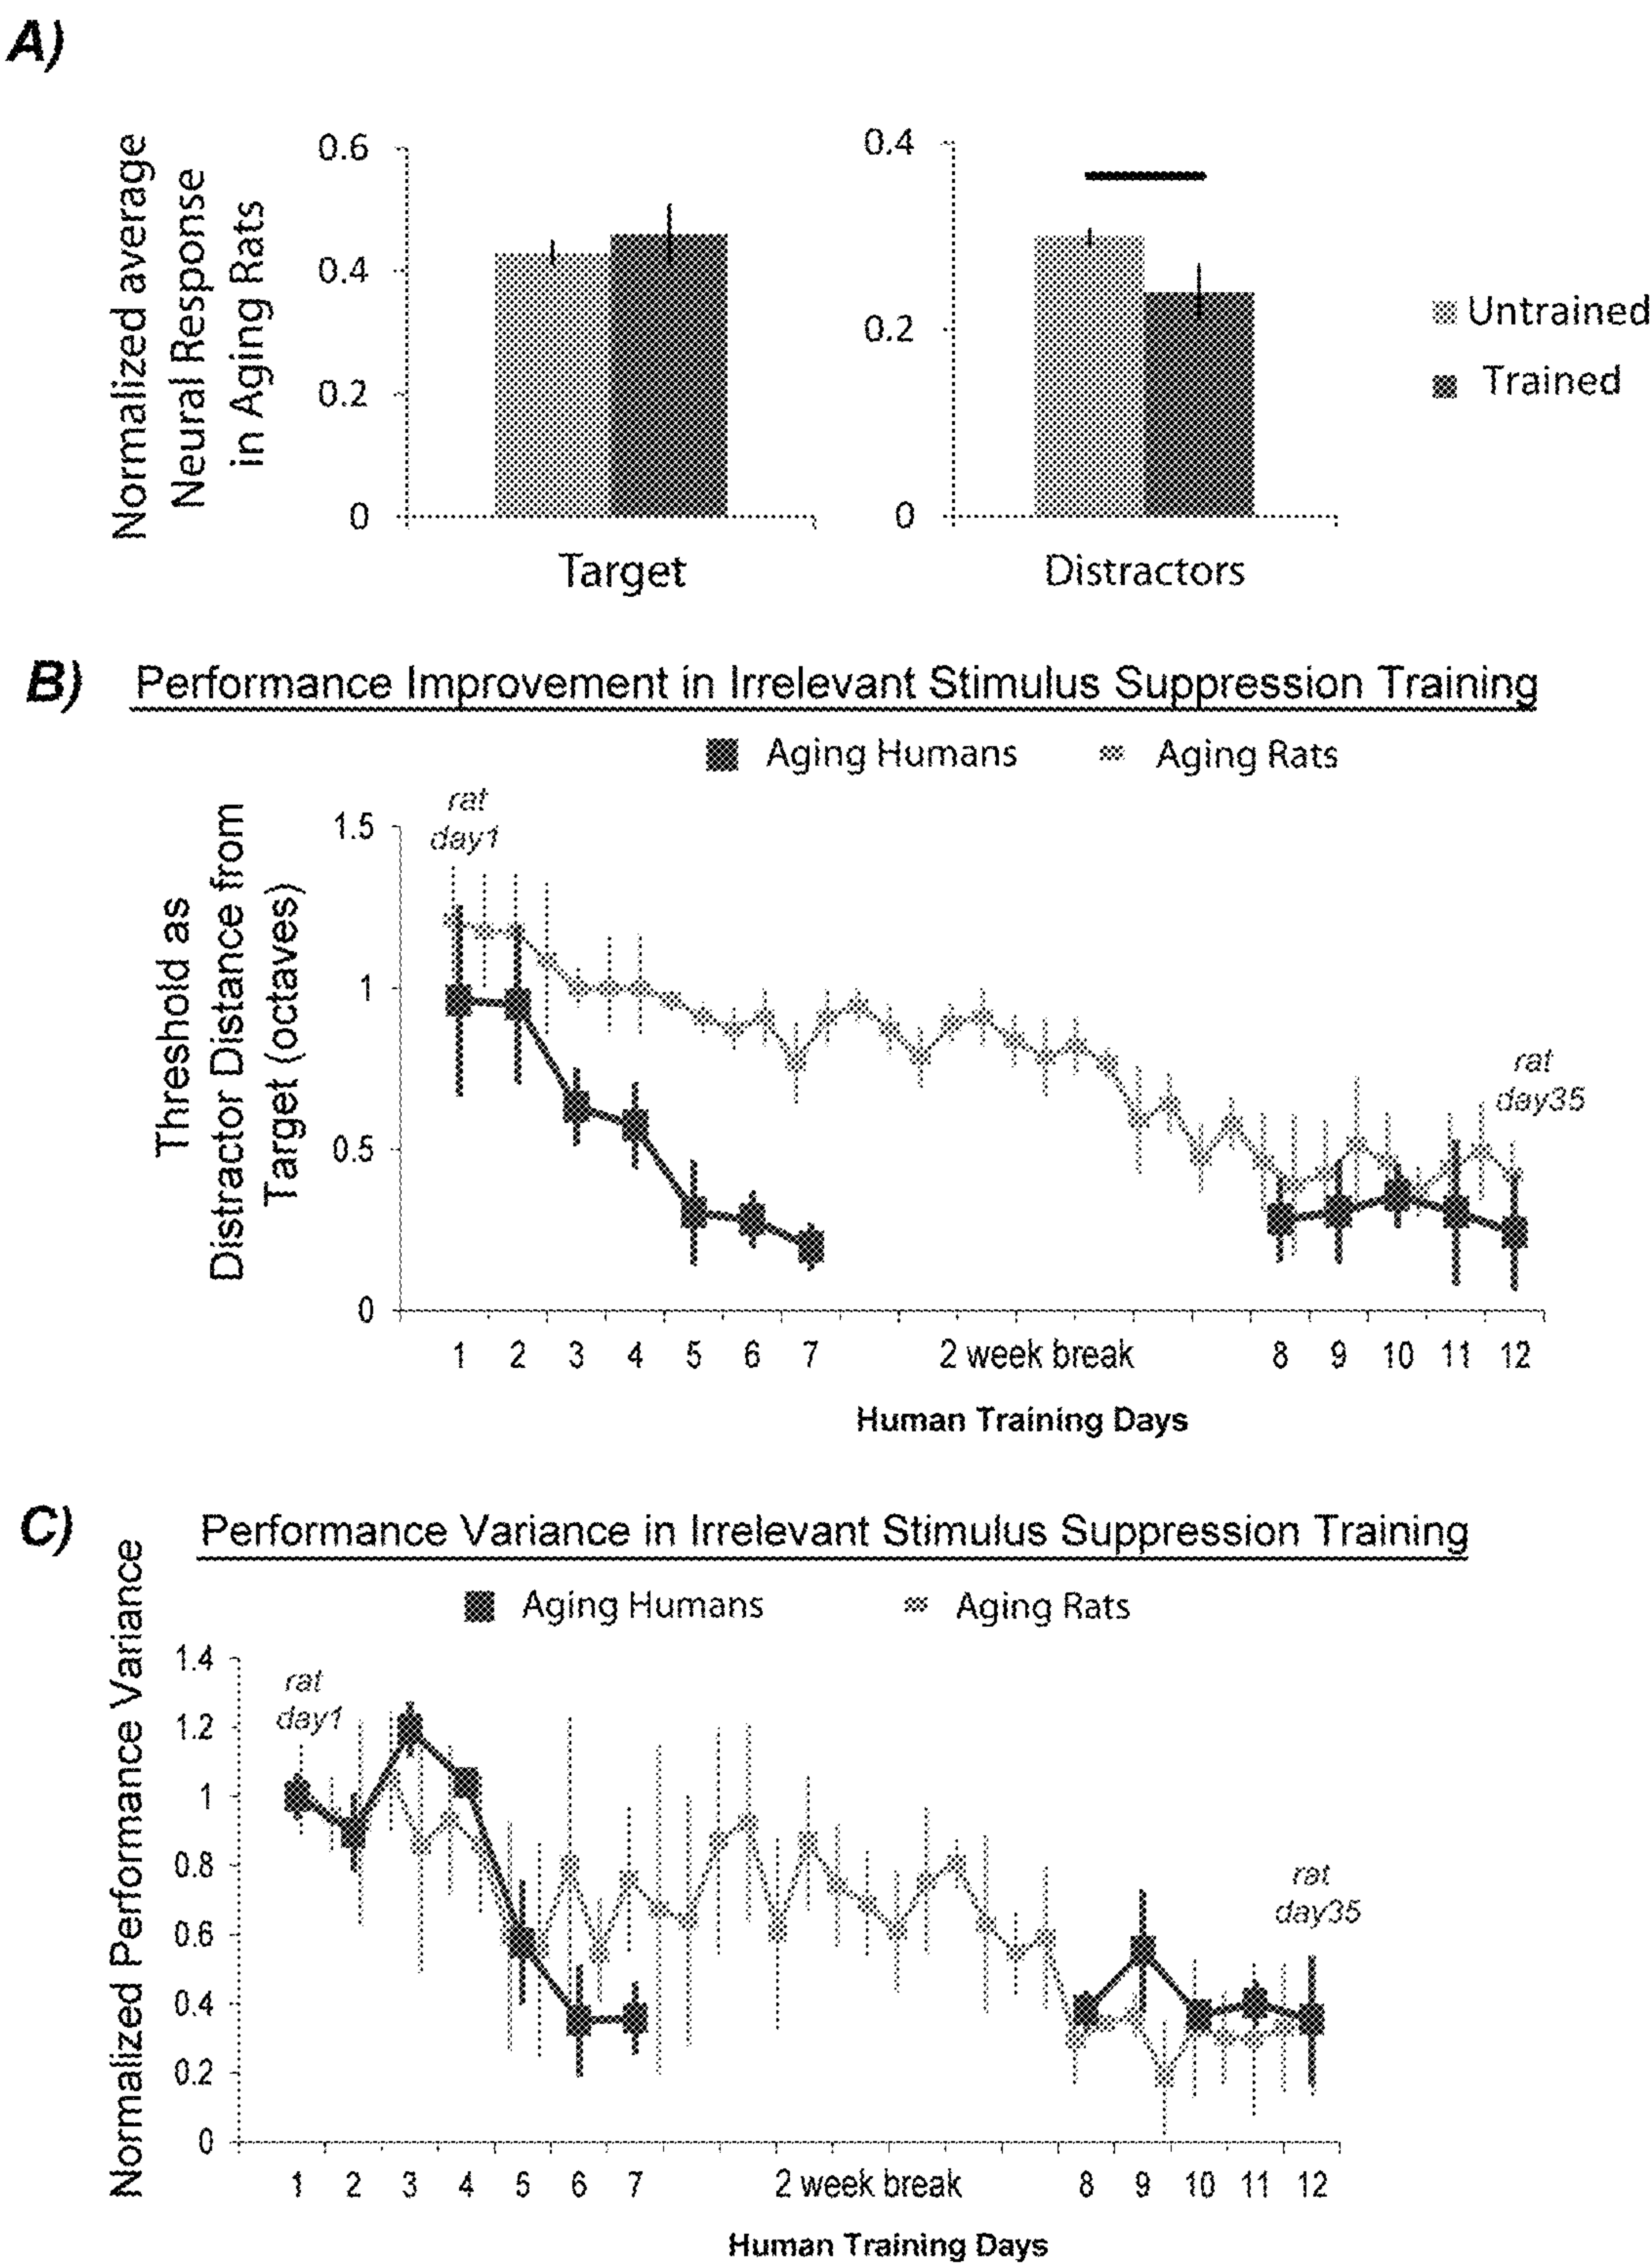 A)
Normalized average
Neural Response
in Aging Rats
0.6
0.4
0.2
0
Target
0.4
0.2
0
Distractors
Untrained
Trained
B)
Performance Improvement in Irrelevant Stimulus Suppression Training
Aging Humans
Aging Rats
Threshold as
Distractor Distance from
Target (octaves)
1.5
1
0.5
0
rat
day1
rat
day35
1 2 3 4 5 6 7 2 week break 8 9 10 11 12
Human Training Days
C)
Performance Variance in Irrelevant Stimulus Suppression Training
Aging Humans
Aging Rats
Normalized Performance Variance
1.4
1.2
1
0.8
0.6
0.4
0.2
0
rat
day1
rat
day35
1 2 3 4 5 6 7 2 week break 8 9 10 11 12
Human Training Days